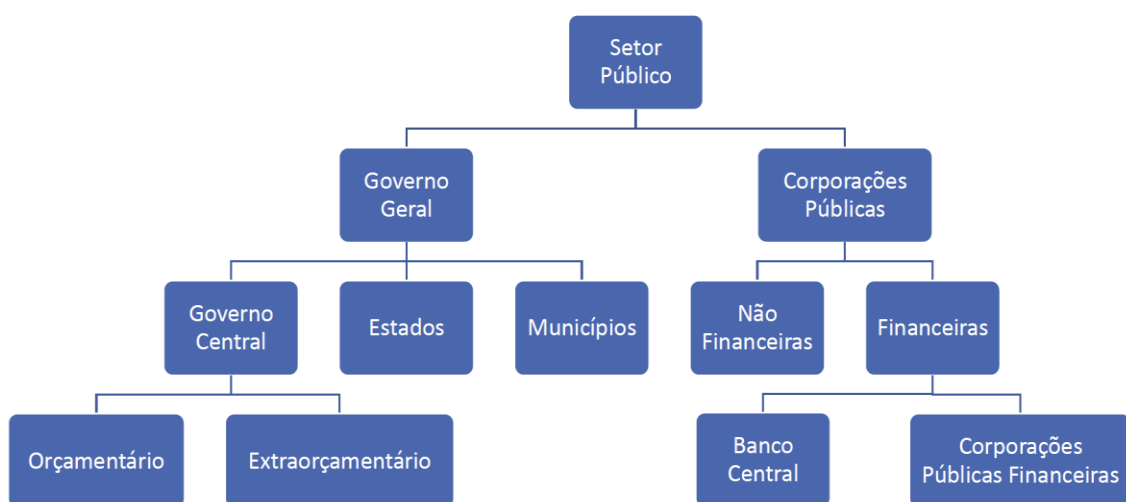 Setor
Público
Governo
Geral
Corporações
Públicas
Governo
Central
Estados
Municípios
Não
Financeiras
Financeiras
Orçamentário
Extraorçamentário
Banco
Central
Corporações
Públicas Financeiras